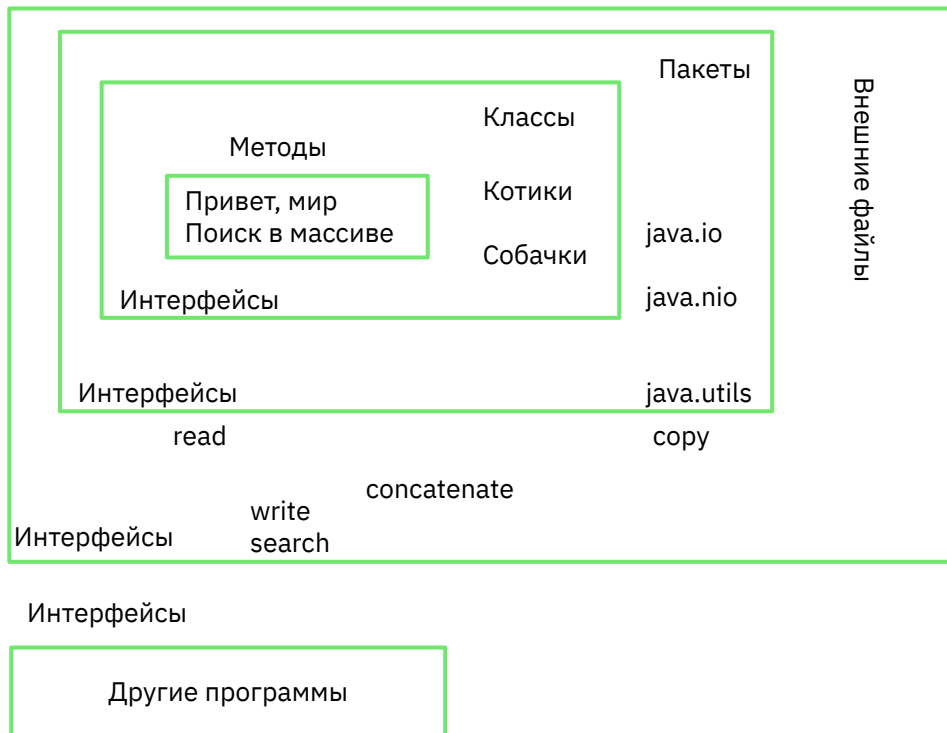 Пакеты
Внешние файлы
Классы
Методы
Привет, мир
Поиск в массиве
Котики
Собачки
java.io
Интерфейсы
java.nio
Интерфейсы
java.utils
read
copy
concatenate
write
search
Интерфейсы
Интерфейсы
Другие программы